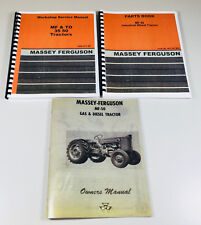 Workshop Service Manual
MF & TO
35 50
Tractors
MASSEY FERGUSON
PARTS BOOK
MASSEY FERGUSON
MASSEY-FERGUSON
MF-50
GAS & DIESEL TRACTOR
Owners Manual